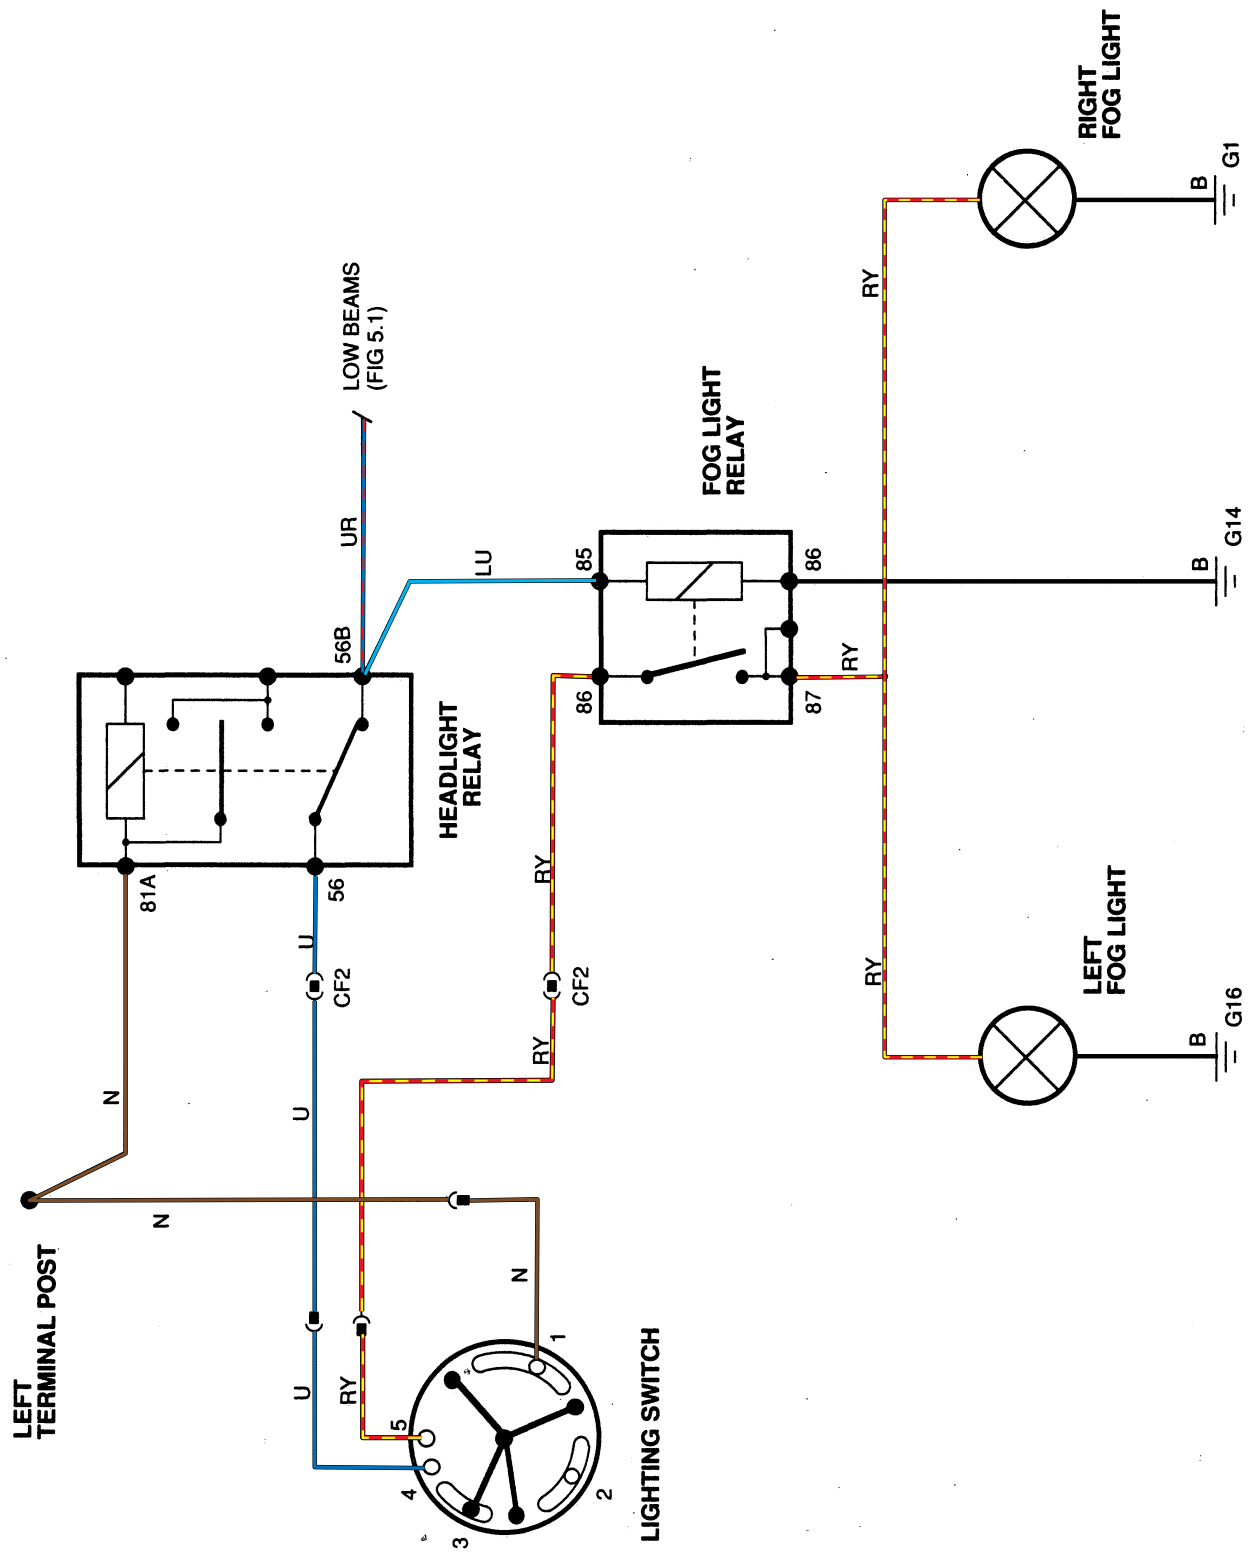 LEFT
TERMINAL POST
N
N
N
81A
56
56B
HEADLIGHT
RELAY
UR
LOW BEAMS
(FIG 5.1)
LU
U
CF2
U
U
RY
RY
CF2
RY
86
85
FOG LIGHT
RELAY
87
86
RY
RY
RY
LIGHTING SWITCH
1
2
3
4
5
LEFT
FOG LIGHT
B
G16
B
G14
RIGHT
FOG LIGHT
B
G1